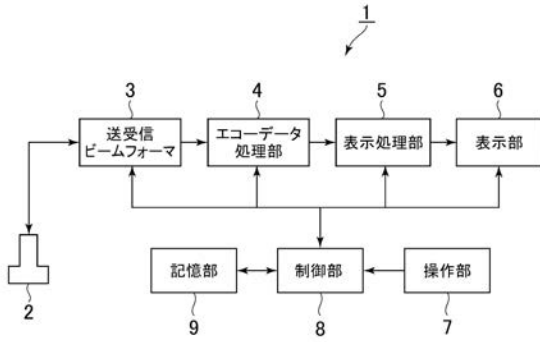 1
3
4
5
6
送受信
ビームフォーマ
エコーデータ
処理部
表示処理部
表示部
2
記憶部
制御部
操作部
9
8
7